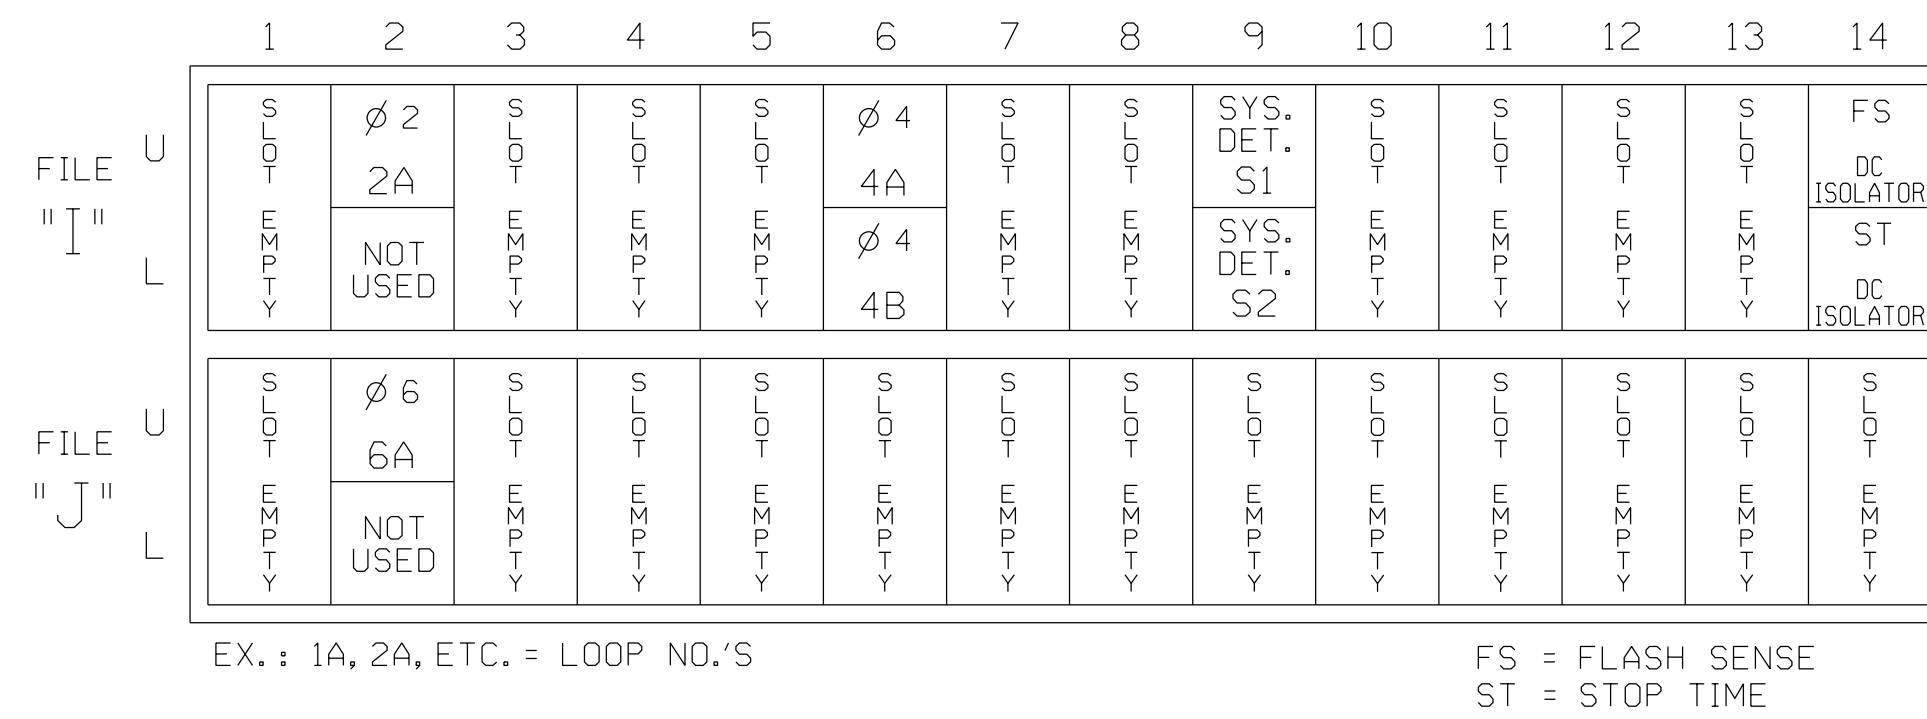 1 2 3 4 5 6 7 8 9 10 11 12 13 14
FILE
"I"
U
L
SLOT EMPTY
Ø 2
2A
NOT
USED
SLOT EMPTY
SLOT EMPTY
SLOT EMPTY
Ø 4
4A
Ø 4
4B
SLOT EMPTY
SLOT EMPTY
SYS.
DET.
S1
SYS.
DET.
S2
SLOT EMPTY
SLOT EMPTY
SLOT EMPTY
SLOT EMPTY
FS
DC
ISOLATOR
ST
DC
ISOLATOR
FILE
"J"
U
L
SLOT EMPTY
Ø 6
6A
NOT
USED
SLOT EMPTY
SLOT EMPTY
SLOT EMPTY
SLOT EMPTY
SLOT EMPTY
SLOT EMPTY
SLOT EMPTY
SLOT EMPTY
SLOT EMPTY
SLOT EMPTY
SLOT EMPTY
SLOT EMPTY
EX.: 1A, 2A, ETC. = LOOP NO.'S
FS = FLASH SENSE
ST = STOP TIME